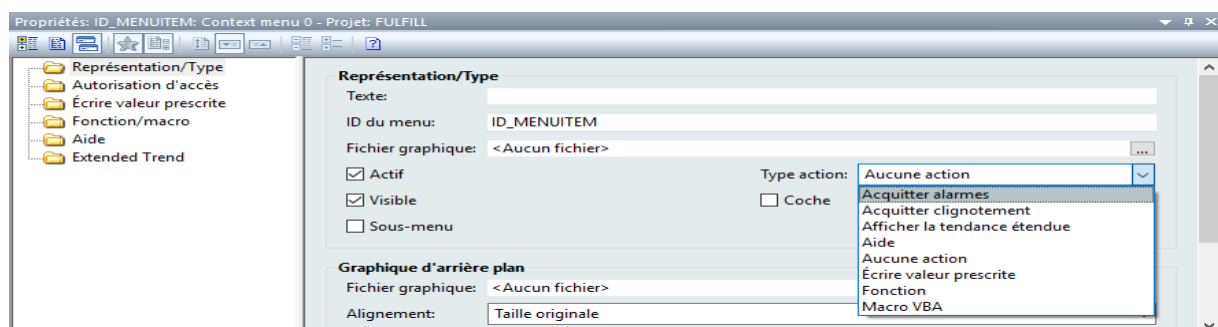 Propriétés: ID_MENUITEM: Context menu 0 - Projet: FULFILL
Représentation/Type
Autorisation d'accès
Écrire valeur prescrite
Fonction/macro
Aide
Extended Trend
Représentation/Type
Texte:
ID du menu: ID_MENUITEM
Fichier graphique: <Aucun fichier> ...
Actif Type action: Aucune action
Visible Coche
Sous-menu
Acquitter alarmes
Acquitter clignotement
Afficher la tendance étendue
Aide
Aucune action
Écrire valeur prescrite
Fonction
Macro VBA
Graphique d'arrière plan
Fichier graphique: <Aucun fichier>
Alignement: Taille originale